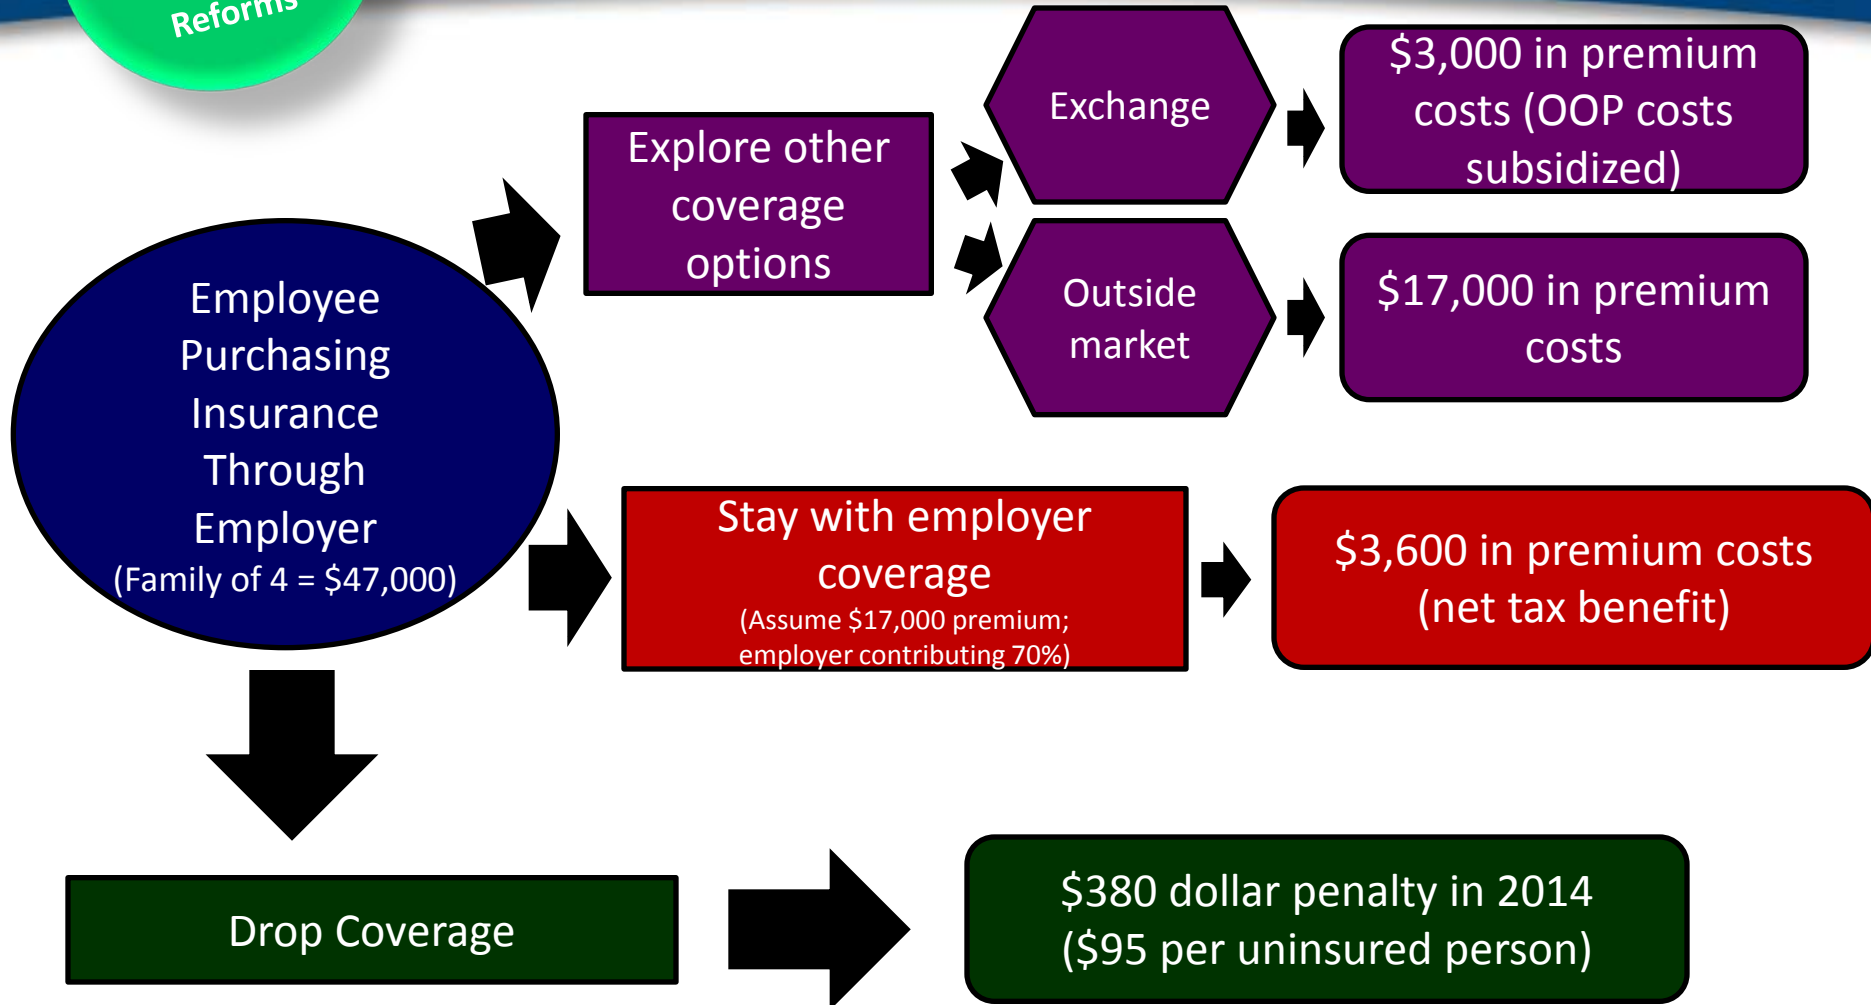 Reforms
Exchange
$3,000 in premium
costs (OOP costs
subsidized)
Explore other
coverage
options
Outside
market
$17,000 in premium
costs
Employee
Purchasing
Insurance
Through
Employer
(Family of 4 = $47,000)
Stay with employer
coverage
(Assume $17,000 premium;
employer contributing 70%)
$3,600 in premium costs
(net tax benefit)
Drop Coverage
$380 dollar penalty in 2014
($95 per uninsured person)